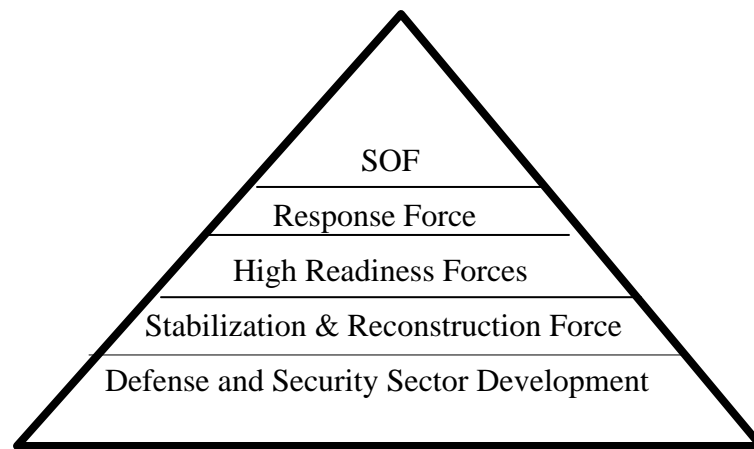 SOF
Response Force
High Readiness Forces
Stabilization & Reconstruction Force
Defense and Security Sector Development